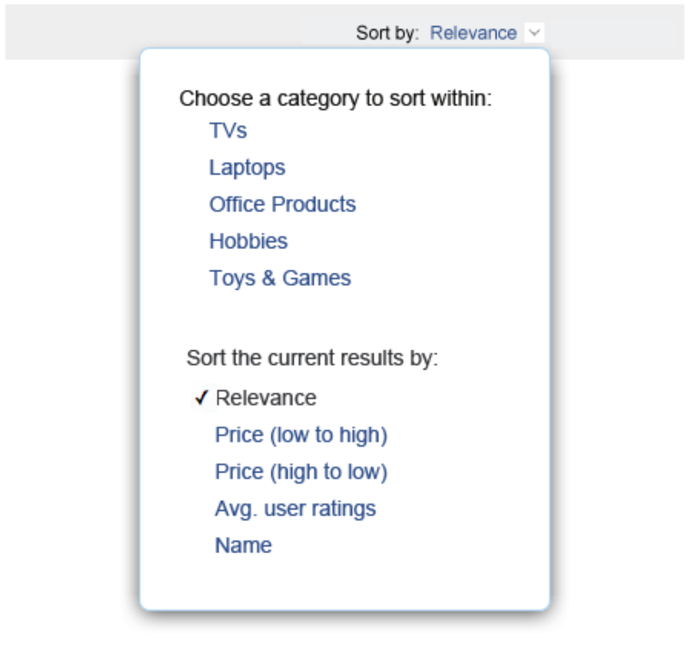 Sort by: Relevance
Choose a category to sort within:
TVs
Laptops
Office Products
Hobbies
Toys & Games
Sort the current results by:
✓ Relevance
Price (low to high)
Price (high to low)
Avg. user ratings
Name